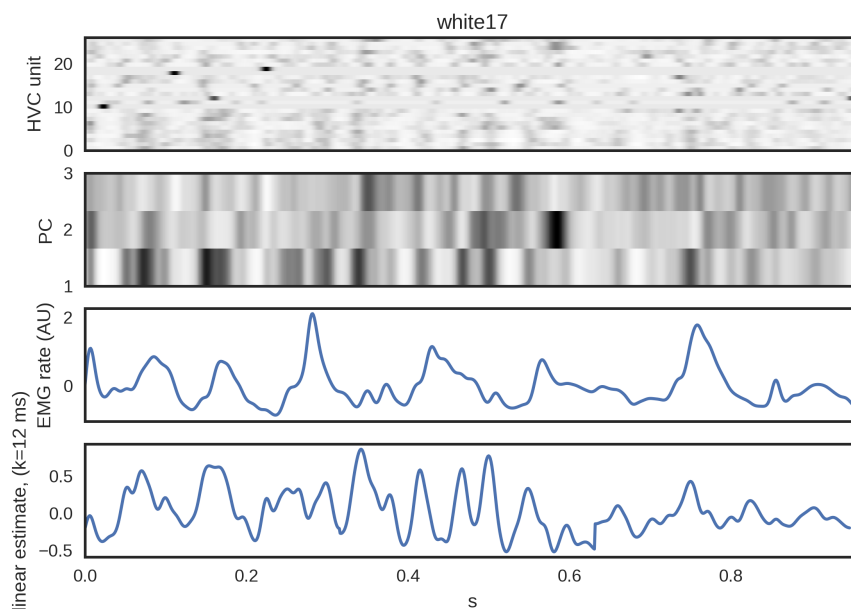 white17
HVC unit
20
10
0
PC
3
2
1
EMG rate (AU)
2
0
linear estimate, (k=12 ms)
0.5
0.0
−0.5
0.0 0.2 0.4 0.6 0.8
s